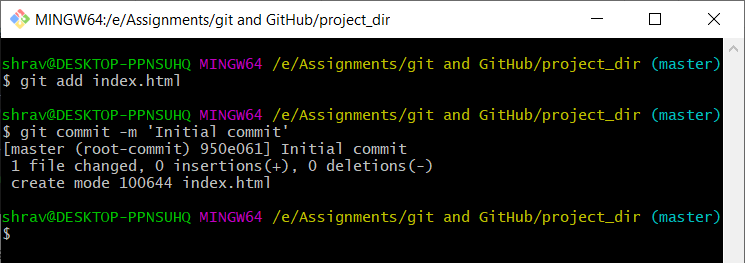 MINGW64:/e/Assignments/git and GitHub/project_dir
shrav@DESKTOP-PPNSUHQ MINGW64 /e/Assignments/git and GitHub/project_dir (master)
$ git add index.html
shrav@DESKTOP-PPNSUHQ MINGW64 /e/Assignments/git and GitHub/project_dir (master)
$ git commit -m 'Initial commit'
[master (root-commit) 950e061] Initial commit
 1 file changed, 0 insertions(+), 0 deletions(-)
 create mode 100644 index.html
shrav@DESKTOP-PPNSUHQ MINGW64 /e/Assignments/git and GitHub/project_dir (master)
$